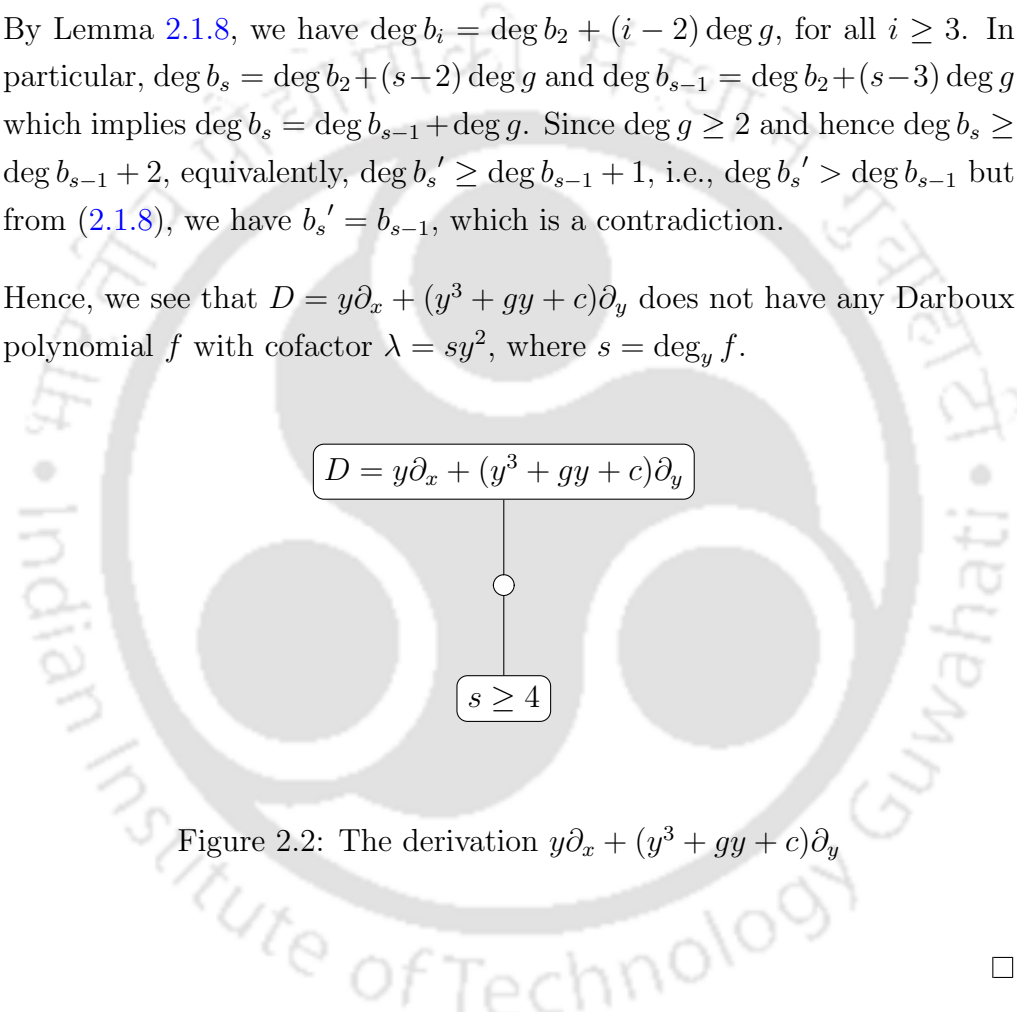 By Lemma 2.1.8, we have deg b_i = deg b_2 + (i − 2) deg g, for all i ≥ 3. In
particular, deg b_s = deg b_2+(s−2) deg g and deg b_{s−1} = deg b_2+(s−3) deg g
which implies deg b_s = deg b_{s−1}+deg g. Since deg g ≥ 2 and hence deg b_s ≥
deg b_{s−1} + 2, equivalently, deg b_s′ ≥ deg b_{s−1} + 1, i.e., deg b_s′ > deg b_{s−1} but
from (2.1.8), we have b_s′ = b_{s−1}, which is a contradiction.
Hence, we see that D = y∂_x + (y^3 + gy + c)∂_y does not have any Darboux
polynomial f with cofactor λ = sy^2, where s = deg_y f.
D = y∂_x + (y^3 + gy + c)∂_y
s ≥ 4
Figure 2.2: The derivation y∂_x + (y^3 + gy + c)∂_y
□
Indian Institute of Technology Guwahati